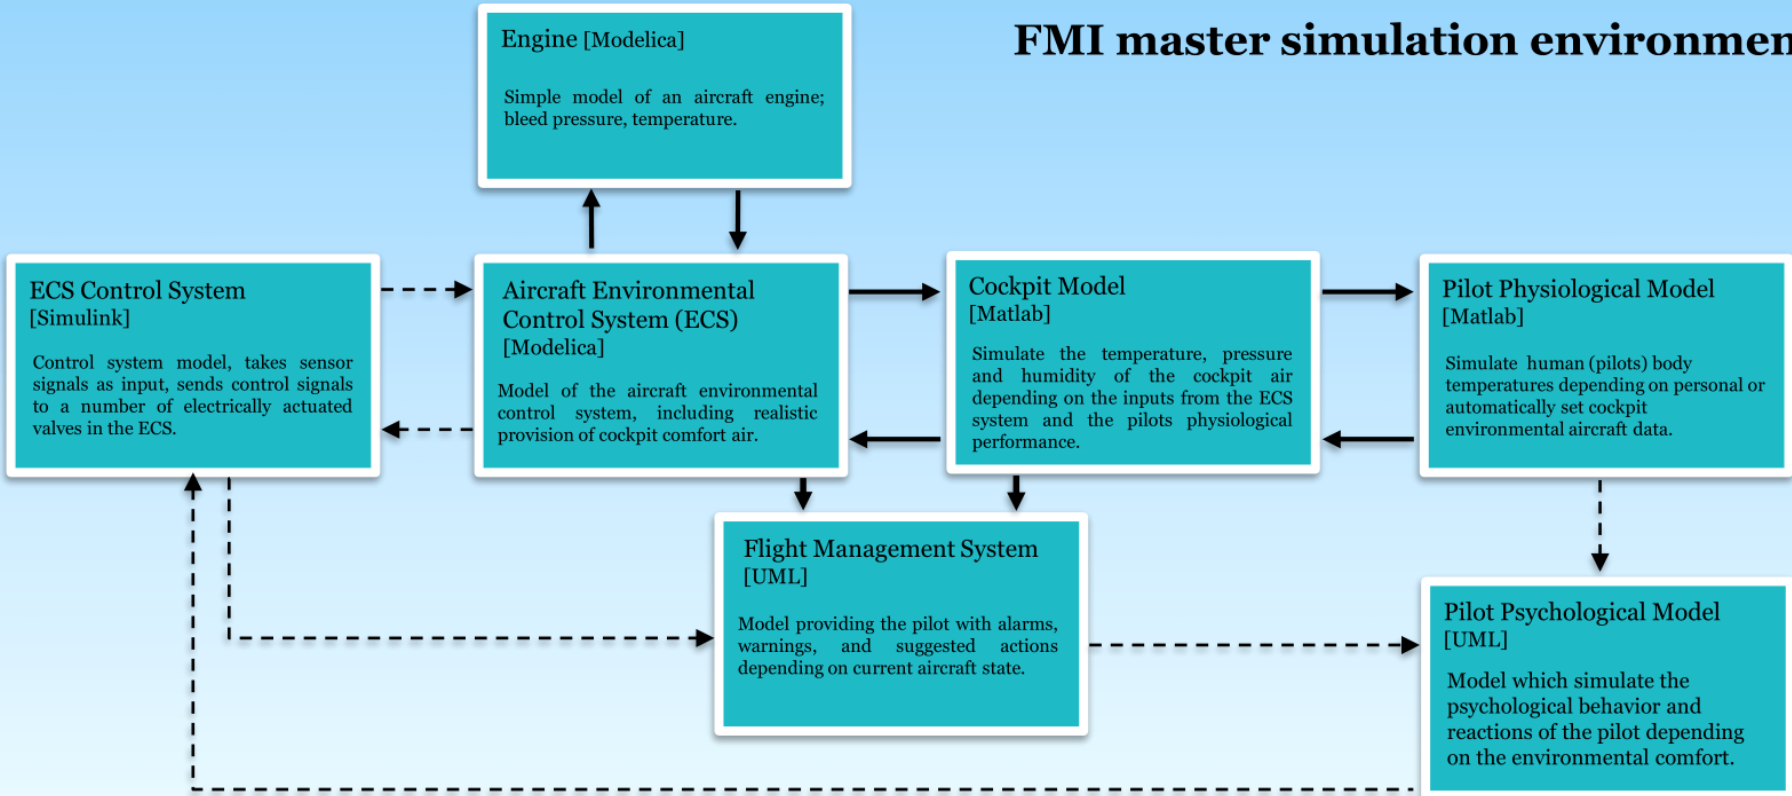 FMI master simulation environmen
Engine [Modelica]
Simple model of an aircraft engine;
bleed pressure, temperature.
ECS Control System
[Simulink]
Control system model, takes sensor
signals as input, sends control signals
to a number of electrically actuated
valves in the ECS.
Aircraft Environmental
Control System (ECS)
[Modelica]
Model of the aircraft environmental
control system, including realistic
provision of cockpit comfort air.
Cockpit Model
[Matlab]
Simulate the temperature, pressure
and humidity of the cockpit air
depending on the inputs from the ECS
system and the pilots physiological
performance.
Pilot Physiological Model
[Matlab]
Simulate human (pilots) body
temperatures depending on personal or
automatically set cockpit
environmental aircraft data.
Flight Management System
[UML]
Model providing the pilot with alarms,
warnings, and suggested actions
depending on current aircraft state.
Pilot Psychological Model
[UML]
Model which simulate the
psychological behavior and
reactions of the pilot depending
on the environmental comfort.